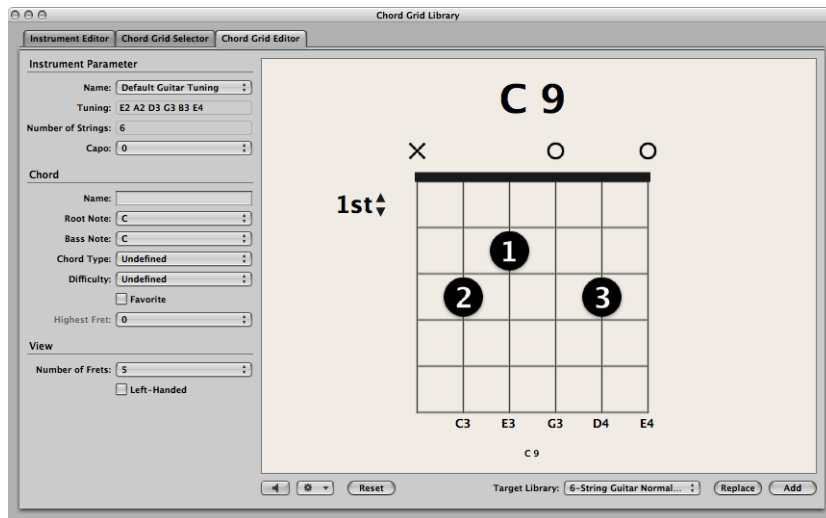 Chord Grid Library
Instrument Editor Chord Grid Selector Chord Grid Editor
Instrument Parameter
Name: Default Guitar Tuning
Tuning: E2 A2 D3 G3 B3 E4
Number of Strings: 6
Capo: 0
Chord
Name:
Root Note: C
Bass Note: C
Chord Type: Undefined
Difficulty: Undefined
Favorite
Highest Fret: 0
View
Number of Frets: 5
Left-Handed
C 9
1st
1
2 3
C3 E3 G3 D4 E4
C 9
Reset Target Library: 6-String Guitar Normal... Replace Add